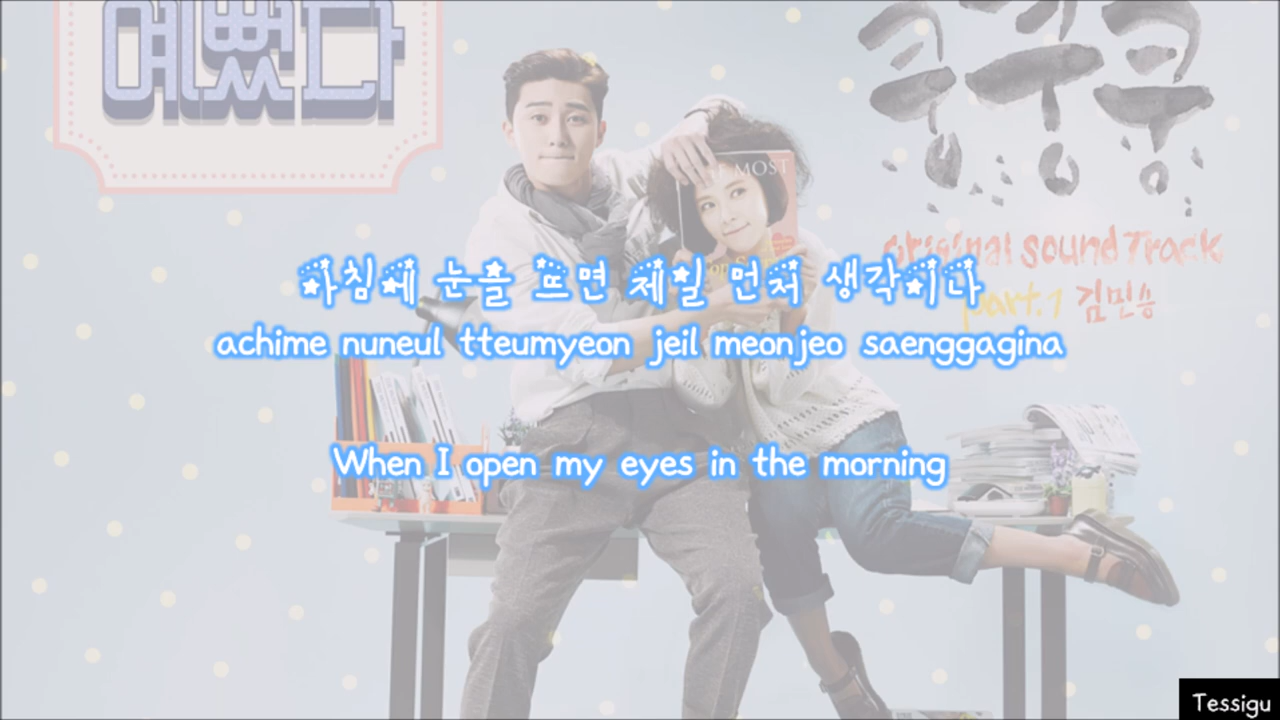 예뻤다
쿵쿵쿵
THE MOST
original sound Track
part.1 김민승
아침에 눈을 뜨면 제일 먼저 생각이나
achime nuneul tteumyeon jeil meonjeo saenggagina
When I open my eyes in the morning
Tessigu